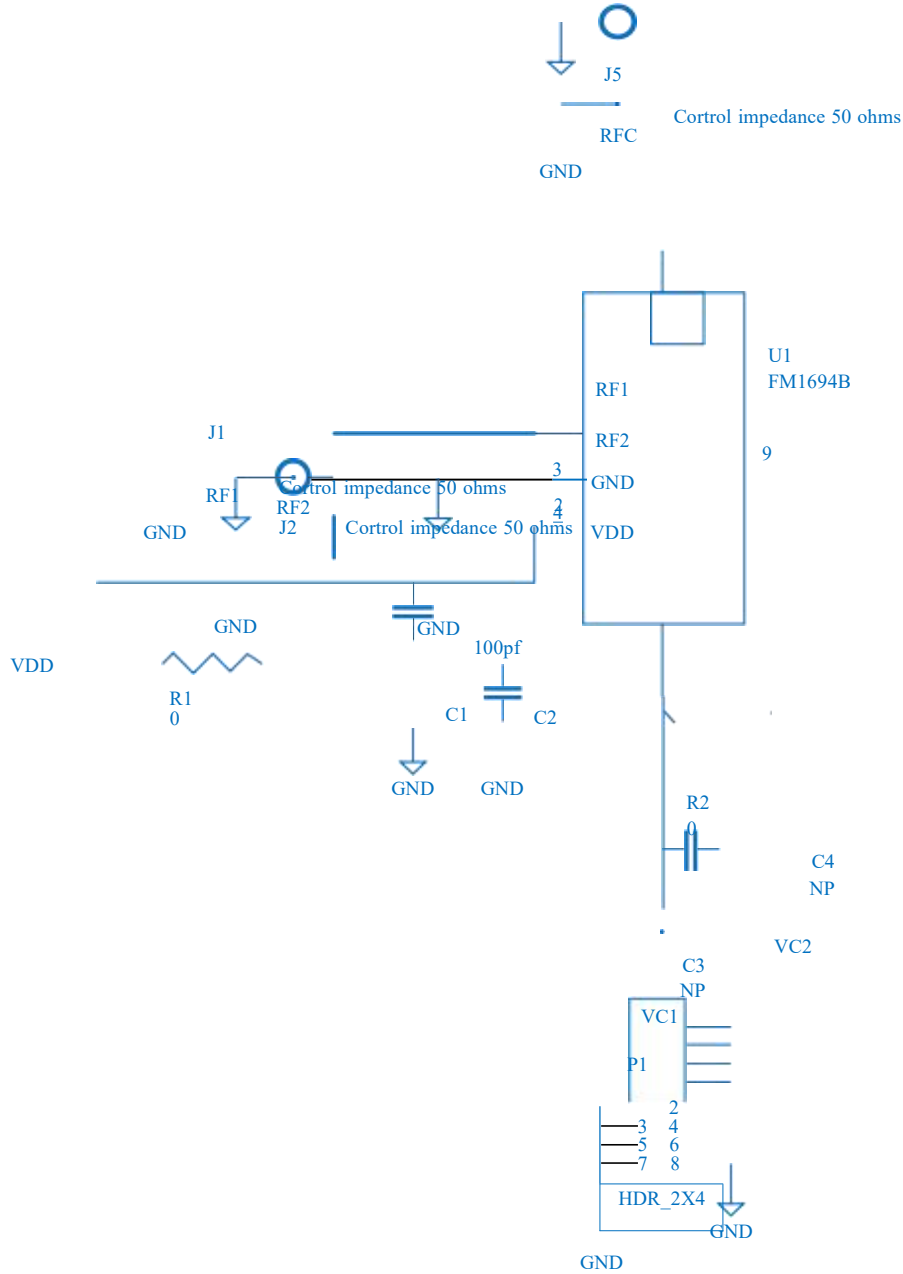 J5
Cortrol impedance 50 ohms
RFC
GND
U1
FM1694B
RF1
J1
RF2
9
3
GND
Cortrol impedance 50 ohms
RF1
RF2
2
4
J2
Cortrol impedance 50 ohms
GND
VDD
GND
GND
100pf
VDD
R1
0
C1
C2
GND
GND
R2
0
C4
NP
VC2
C3
NP
VC1
P1
2
3 4
5 6
7 8
HDR_2X4
GND
GND